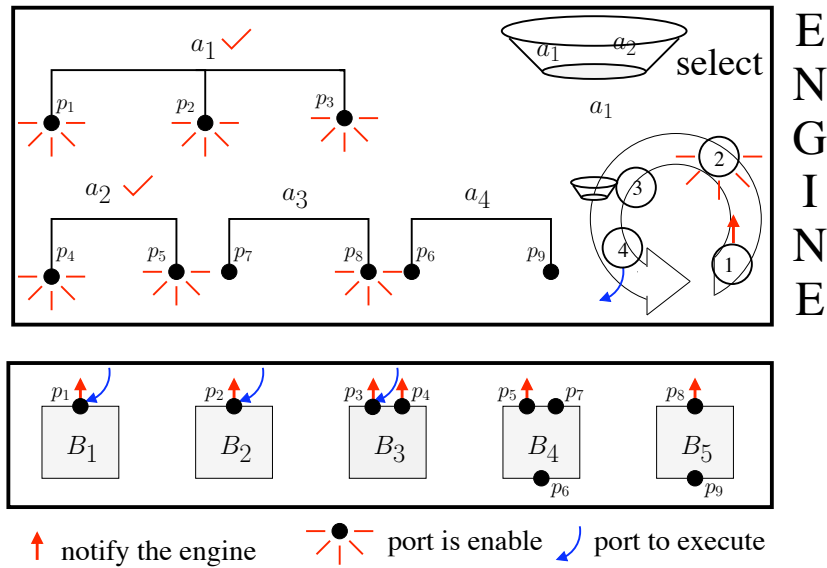 a1
a1 a2
select
p1 p2 p3
a1
ENGINE
2
3
a2 a3 a4
p4 p5 p7 p8 p6 p9
4
1
p1 p2 p3 p4 p5 p7 p8
B1 B2 B3 B4 B5
p6 p9
notify the engine
port is enable
port to execute